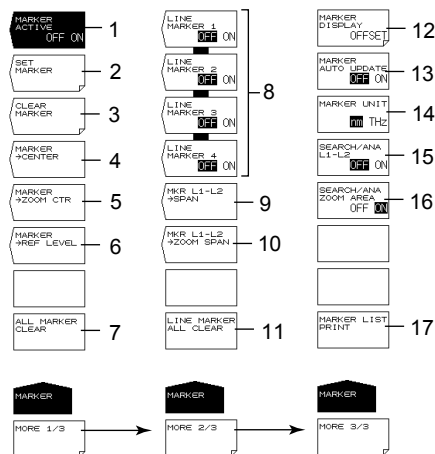 MARKER
ACTIVE
OFF ON
1
SET
MARKER
2
CLEAR
MARKER
3
MARKER
→CENTER
4
MARKER
→ZOOM CTR
5
MARKER
→REF LEVEL
6
ALL MARKER
CLEAR
7
MARKER
MORE 1/3
LINE
MARKER 1
OFF ON
LINE
MARKER 2
OFF ON
LINE
MARKER 3
OFF ON
LINE
MARKER 4
OFF ON
8
MKR L1-L2
→SPAN
9
MKR L1-L2
→ZOOM SPAN
10
LINE MARKER
ALL CLEAR
11
MARKER
MORE 2/3
MARKER
DISPLAY
OFFSET
12
MARKER
AUTO UPDATE
OFF ON
13
MARKER UNIT
nm THz
14
SEARCH/ANA
L1-L2
OFF ON
15
SEARCH/ANA
ZOOM AREA
OFF ON
16
MARKER LIST
PRINT
17
MARKER
MORE 3/3